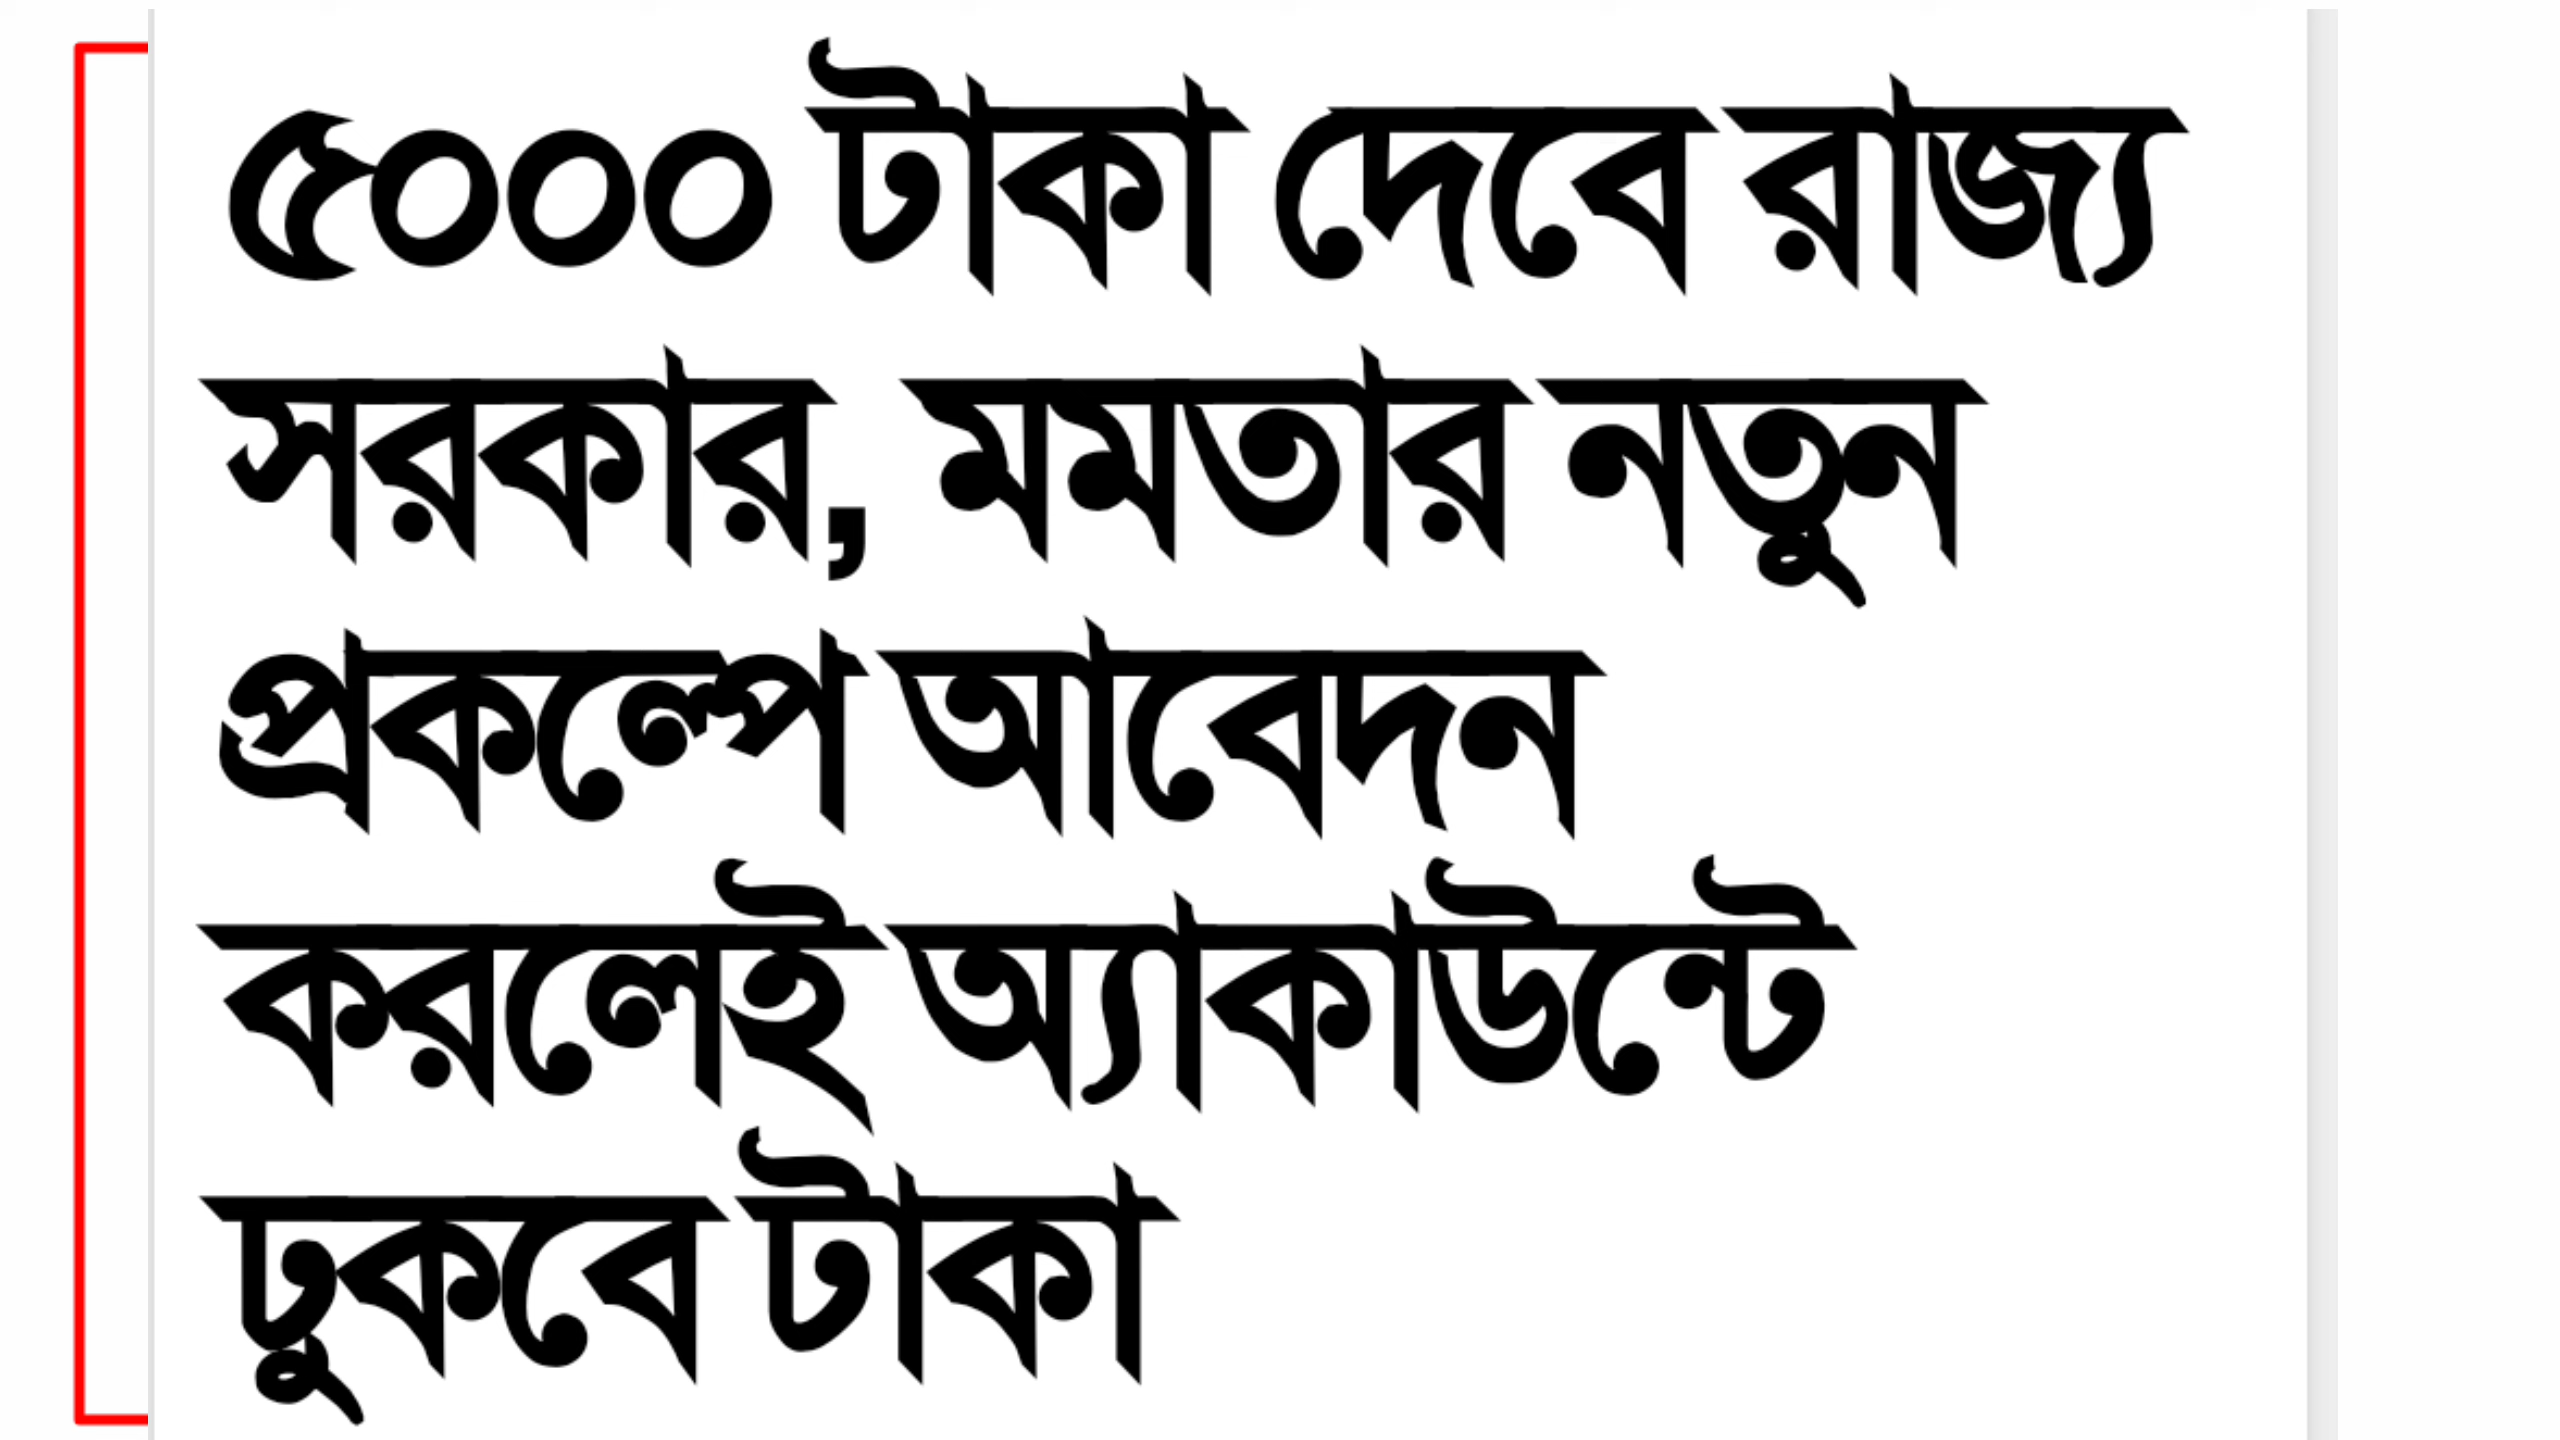 ৫০০০ টাকা দেবে রাজ্য
সরকার, মমতার নতুন
প্রকল্পে আবেদন
করলেই অ্যাকাউন্টে
ঢুকবে টাকা